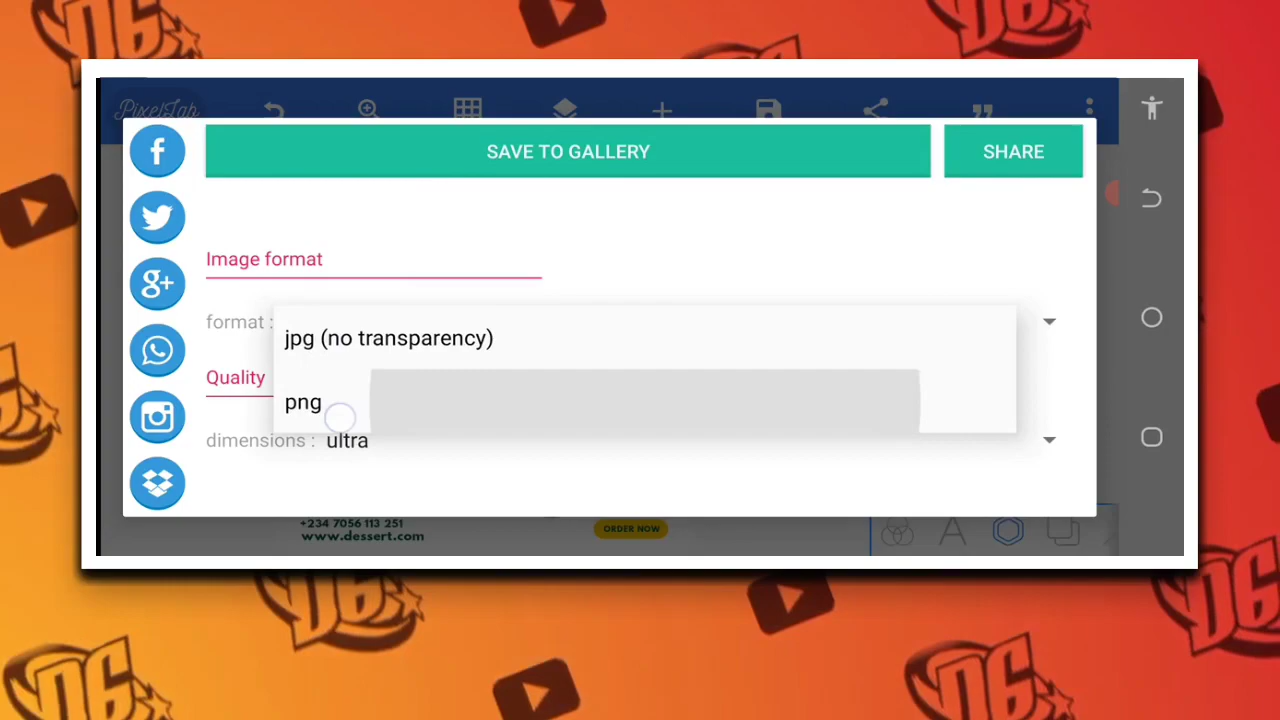 PixelLab
SAVE TO GALLERY
SHARE
Image format
format :
jpg (no transparency)
Quality
png
dimensions : ultra
+234 7056 113 251
www.dessert.com
ORDER NOW